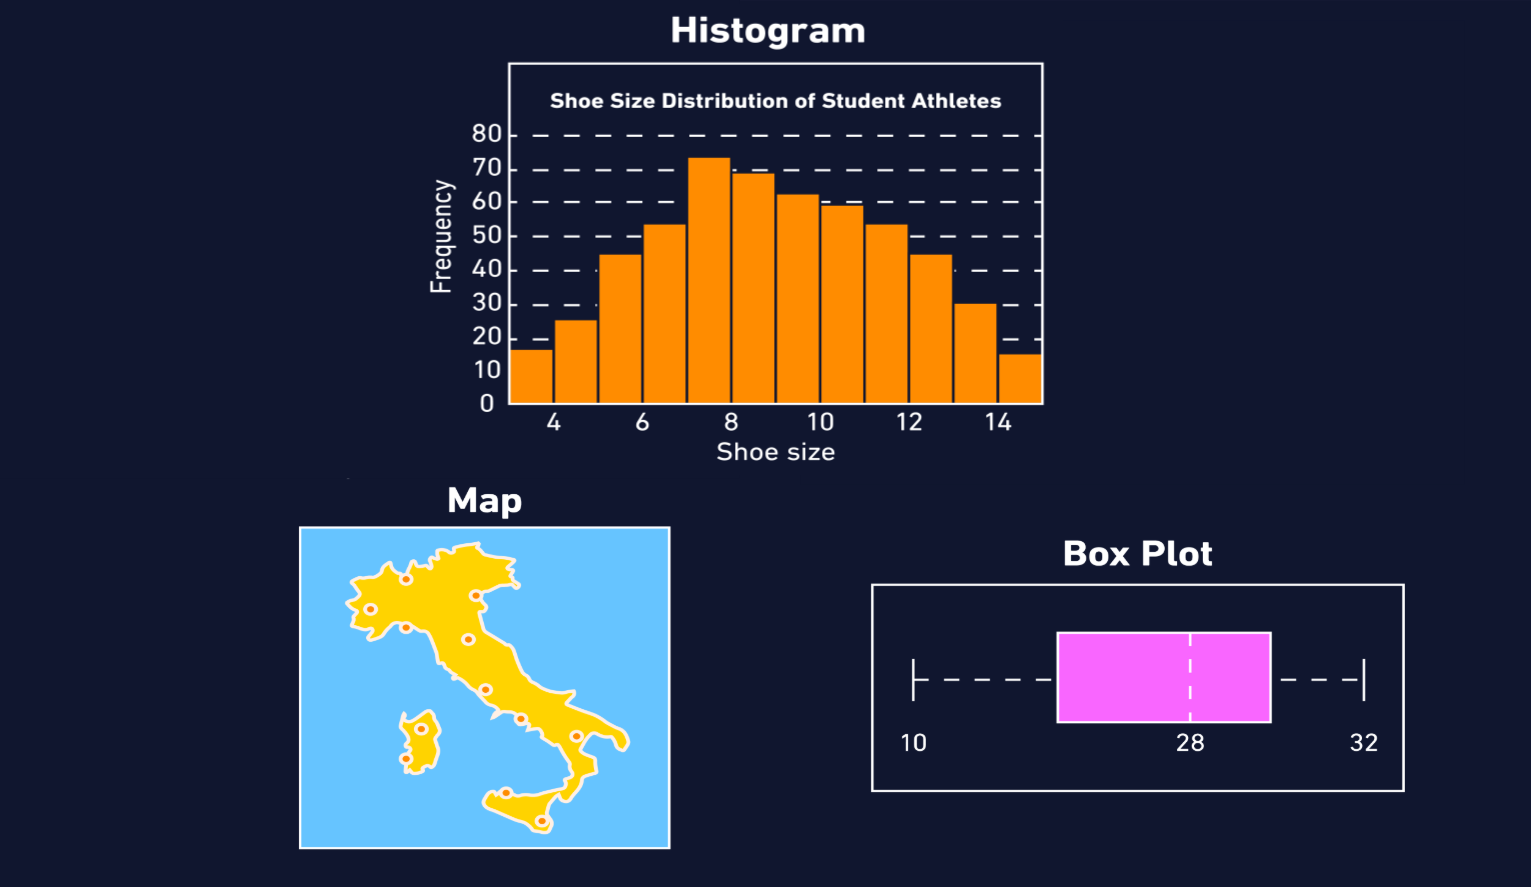 Histogram
Shoe Size Distribution of Student Athletes
80
70
60
50
40
30
20
10
0
Frequency
4 6 8 10 12 14
Shoe size
Map
Box Plot
10 28 32